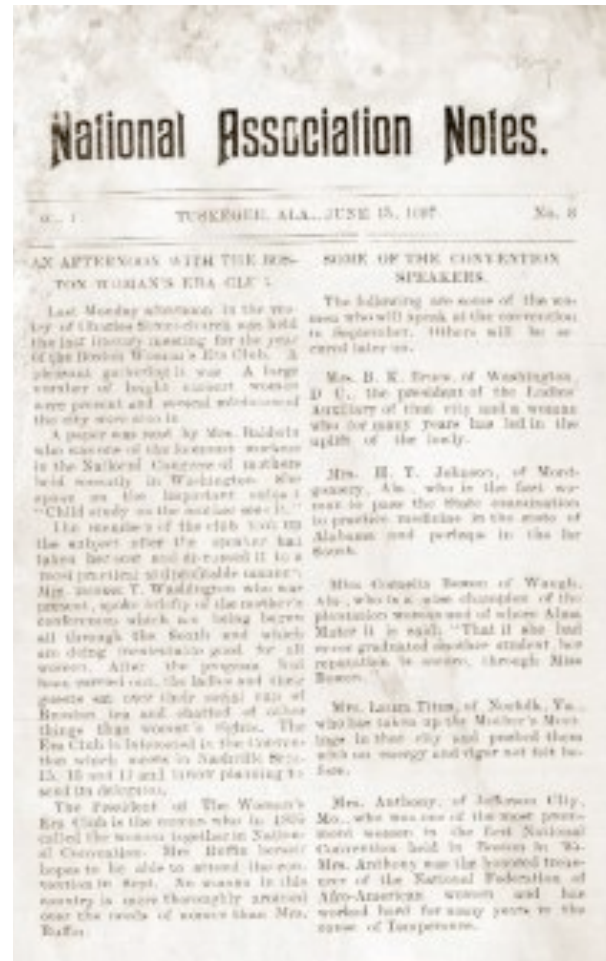 National Association Notes.
TUSKEGEE, ALA., JUNE 15, 1897.
No. 3
AN AFTERNOON WITH THE BOS-
TON WOMAN'S ERA CLUB.
Last Monday afternoon in the ves-
try of Charles Street church was held
the last literary meeting for the year
of the Boston Woman's Era Club. A
pleasant gathering it was. A large
number of bright earnest women
were present and several
the city were also in
A paper was read by Mrs. Baldwin
who was one of the foremost workers
in the National Congress of mothers
held recently in Washington. She
spoke on the important subject
"Child study as the mother sees it."
The members of the club took up
the subject after the speaker had
taken her seat and discussed it in a
most practical and profitable manner.
Mrs. T. Washington who was
present, spoke briefly of the mother's
conferences which are being
all through the South and which
are doing good for all
women. After the program had
been carried out, the ladies and their
guests sat over their social cup of
Boston tea and chatted of other
things than women's rights. The
Era Club is interested in the Conven-
tion which meets in Nashville Sept.
15, 16 and 17 and is now planning to
send its delegates.
The President of The Woman's
Era Club is the woman who in 1895
called the women together in Nation-
al Convention. Mrs. Ruffin herself
hopes to be able to attend the con-
vention in Sept. No woman in this
country is more thoroughly aroused
over the needs of women than Mrs.
Ruffin.
SOME OF THE CONVENTION
SPEAKERS.
The following are some of the wo-
men who will speak at the convention
in September. Others will be se-
cured later on.
Mrs. B. K. Bruce, of Washington,
D. C., the president of the Ladies'
Auxiliary of that city and a woman
who for many years has led in the
uplift of the lowly.
Mrs. H. T. Johnson, of Mont-
gomery, Ala., who is the first wo-
man to pass the State examination
to practice medicine in the state of
Alabama and perhaps in the far
South.
Miss Cornelia Bowen of Waugh,
Ala., who is a wise champion of the
plantation woman and of whose Alma
Mater it is said: "That if she had
never graduated another student, her
reputation is secure, through Miss
Bowen.
Mrs. Laura Titus, of Norfolk, Va.,
who has taken up the Mother's Meet-
ings in that city and pushed them
with an energy and vigor not felt be-
fore.
Mrs. Anthony, of Jefferson City,
Mo., who was one of the most prom-
inent women in the first National
Convention held in Boston in '95.
Mrs. Anthony was the honored treas-
urer of the National Federation of
Afro-American women and has
worked hard for many years in the
cause of Temperance.